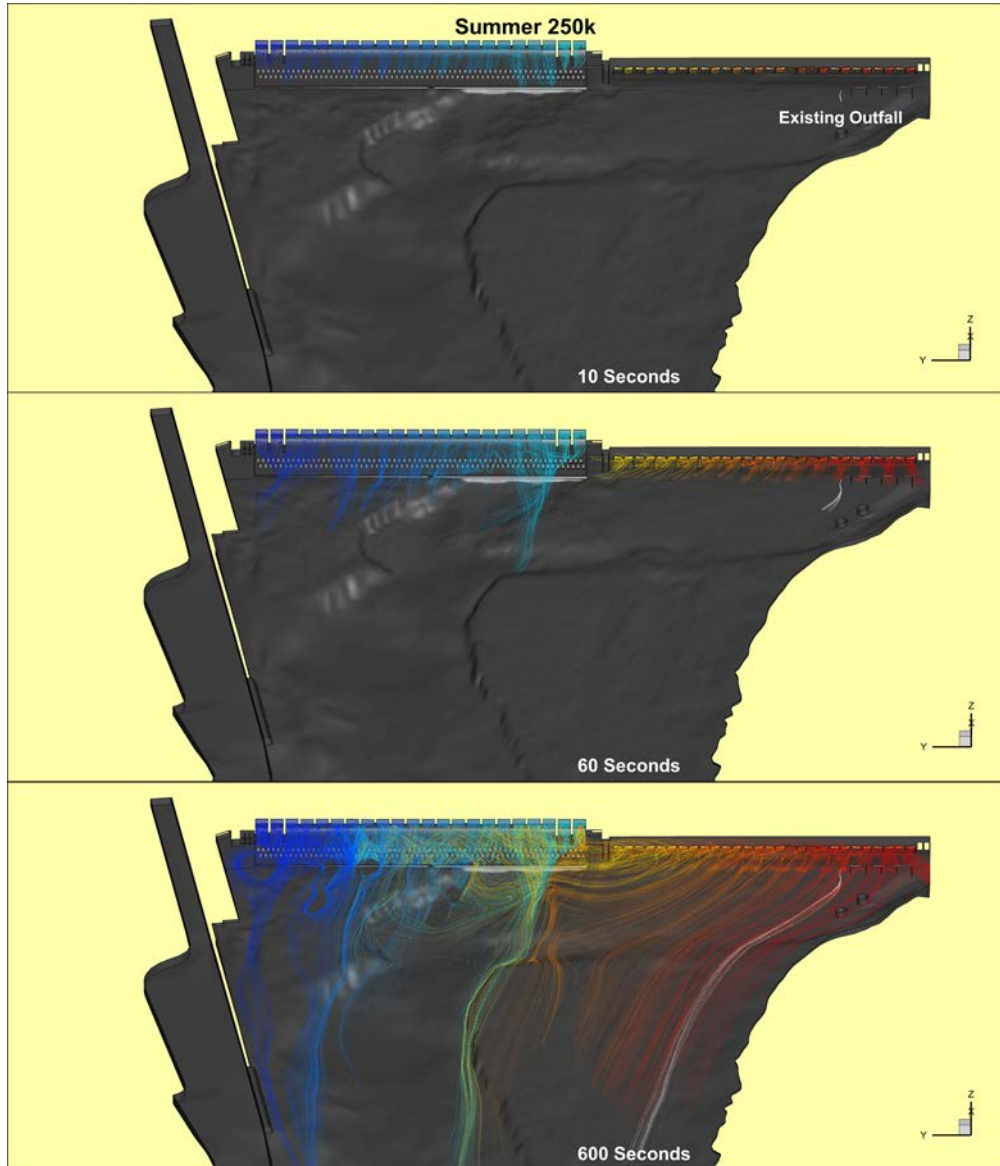 Summer 250k
Existing Outfall
Z
X
Y
10 Seconds
Z
X
Y
60 Seconds
Z
X
Y
600 Seconds